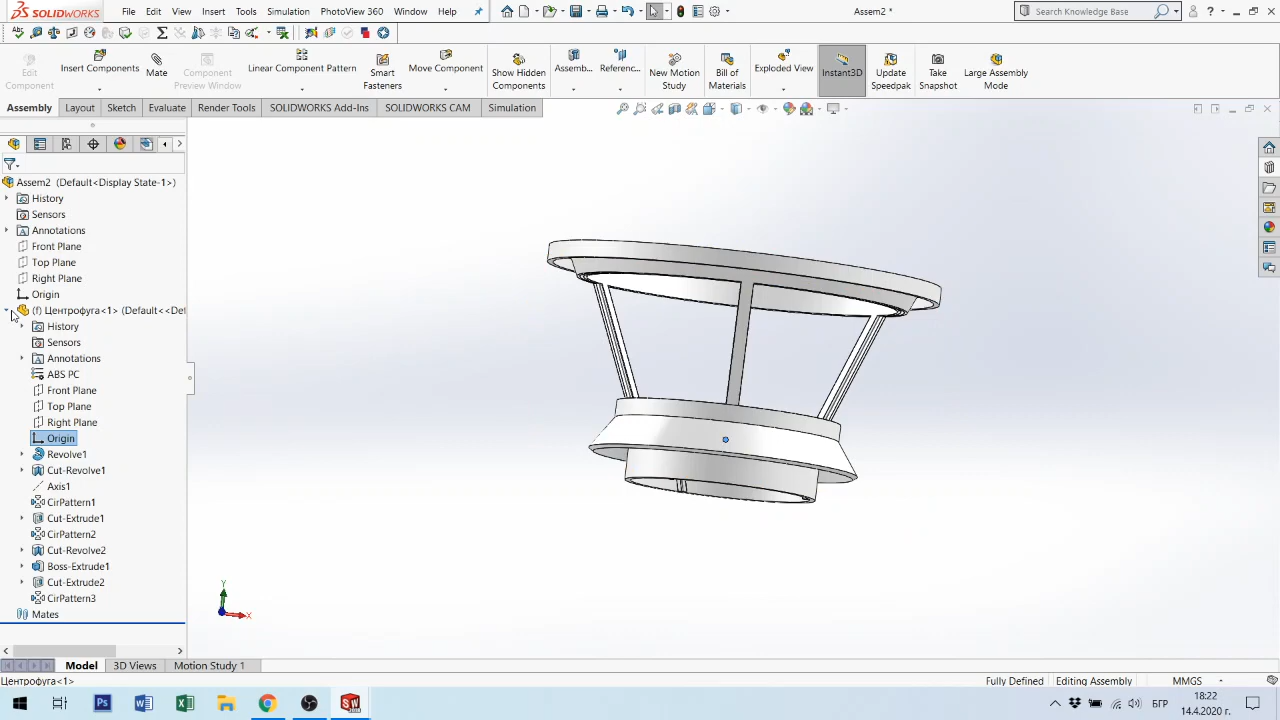 SOLIDWORKS File Edit View Insert Tools Simulation PhotoView 360 Window Help Assem2 * Search Knowledge Base
Edit Component Insert Components Mate Component Preview Window Linear Component Pattern Smart Fasteners Move Component Show Hidden Components Assemb... Referenc... New Motion Study Bill of Materials Exploded View Instant3D Update Speedpak Take Snapshot Large Assembly Mode
Assembly Layout Sketch Evaluate Render Tools SOLIDWORKS Add-Ins SOLIDWORKS CAM Simulation
Assem2 (Default<Display State-1>)
History
Sensors
Annotations
Front Plane
Top Plane
Right Plane
Origin
(f) Центрофуга<1> (Default<<Def
History
Sensors
Annotations
ABS PC
Front Plane
Top Plane
Right Plane
Origin
Revolve1
Cut-Revolve1
Axis1
CirPattern1
Cut-Extrude1
CirPattern2
Cut-Revolve2
Boss-Extrude1
Cut-Extrude2
CirPattern3
Mates
Y
X
Model 3D Views Motion Study 1
Центрофуга<1> Fully Defined Editing Assembly MMGS
БГР 18:22
14.4.2020 г.